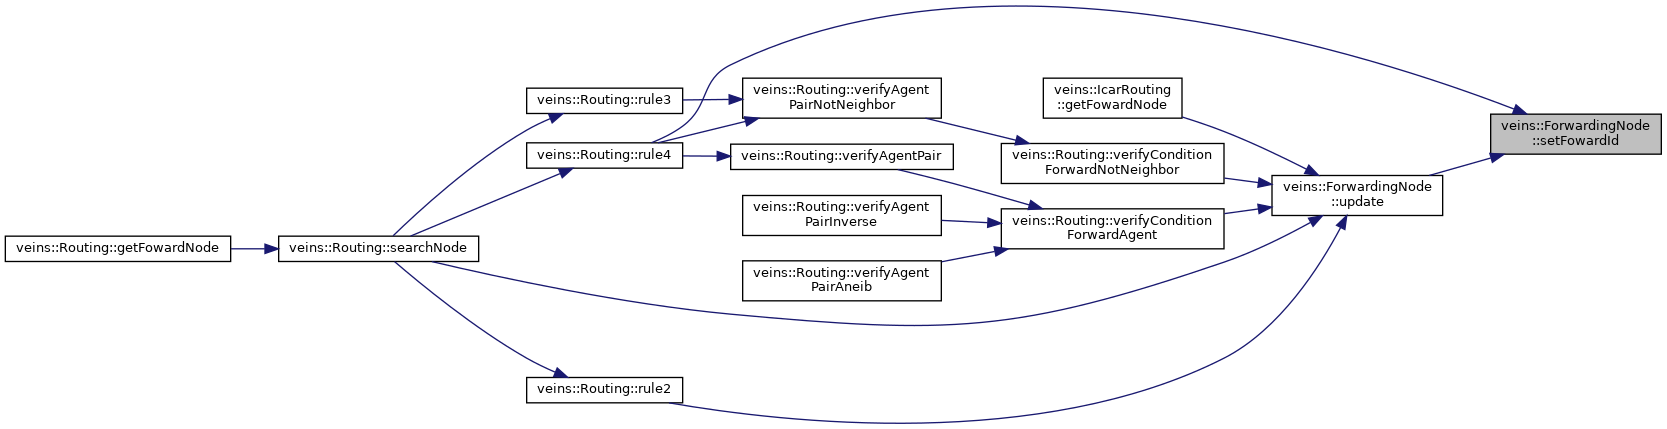 veins::Routing::getFowardNode
veins::Routing::searchNode
veins::Routing::rule3
veins::Routing::rule4
veins::Routing::rule2
veins::Routing::verifyAgent
PairNotNeighbor
veins::Routing::verifyAgentPair
veins::Routing::verifyAgent
PairInverse
veins::Routing::verifyAgent
PairAneib
veins::IcarRouting
::getFowardNode
veins::Routing::verifyCondition
ForwardNotNeighbor
veins::Routing::verifyCondition
ForwardAgent
veins::ForwardingNode
::update
veins::ForwardingNode
::setFowardId